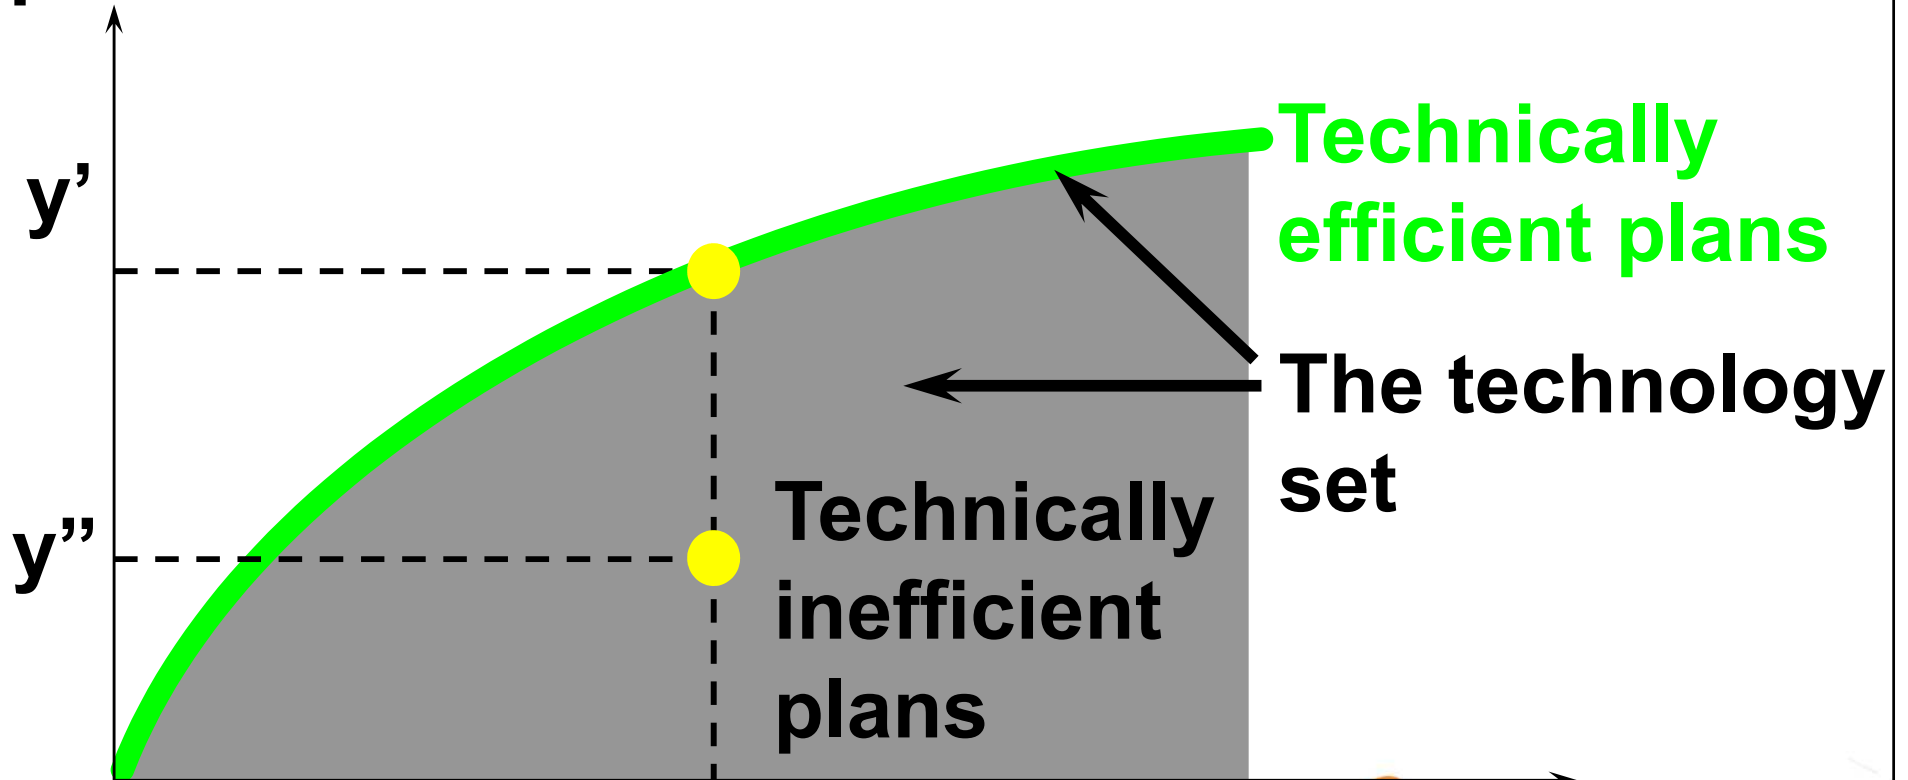 Technically
efficient plans
y’
The technology
set
Technically
inefficient
plans
y”